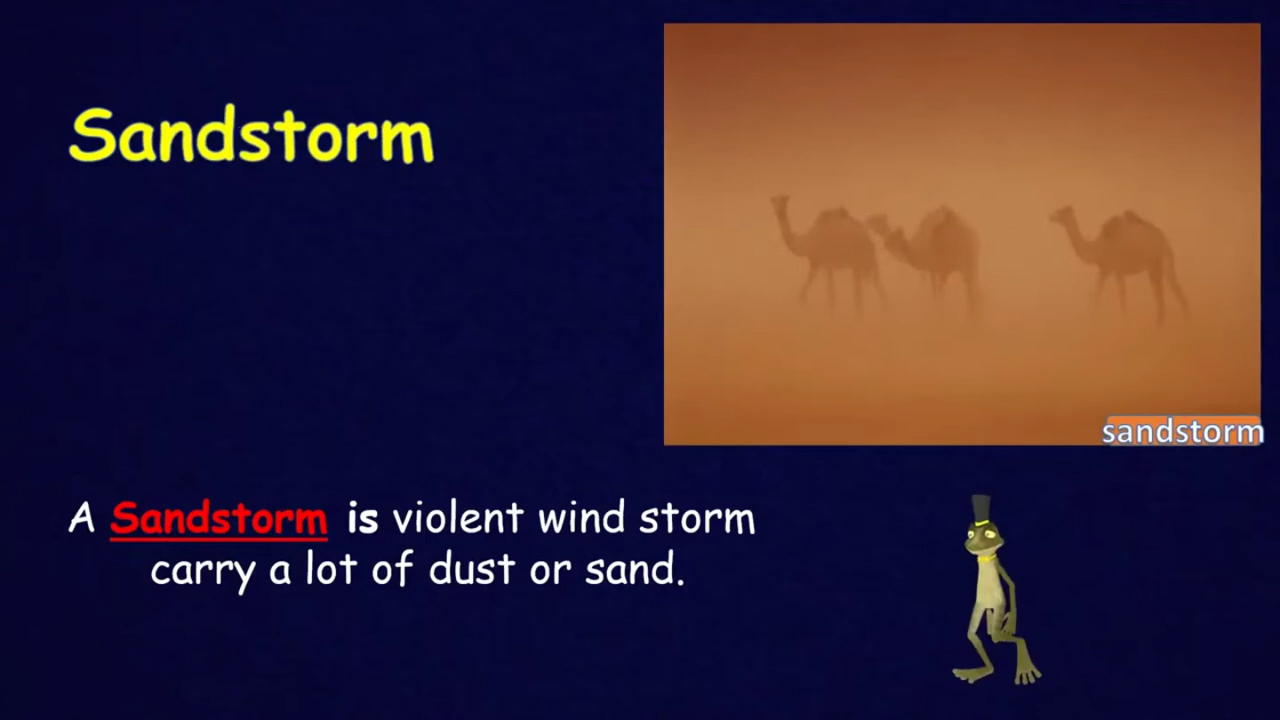 Sandstorm
sandstorm
A Sandstorm is violent wind storm
carry a lot of dust or sand.